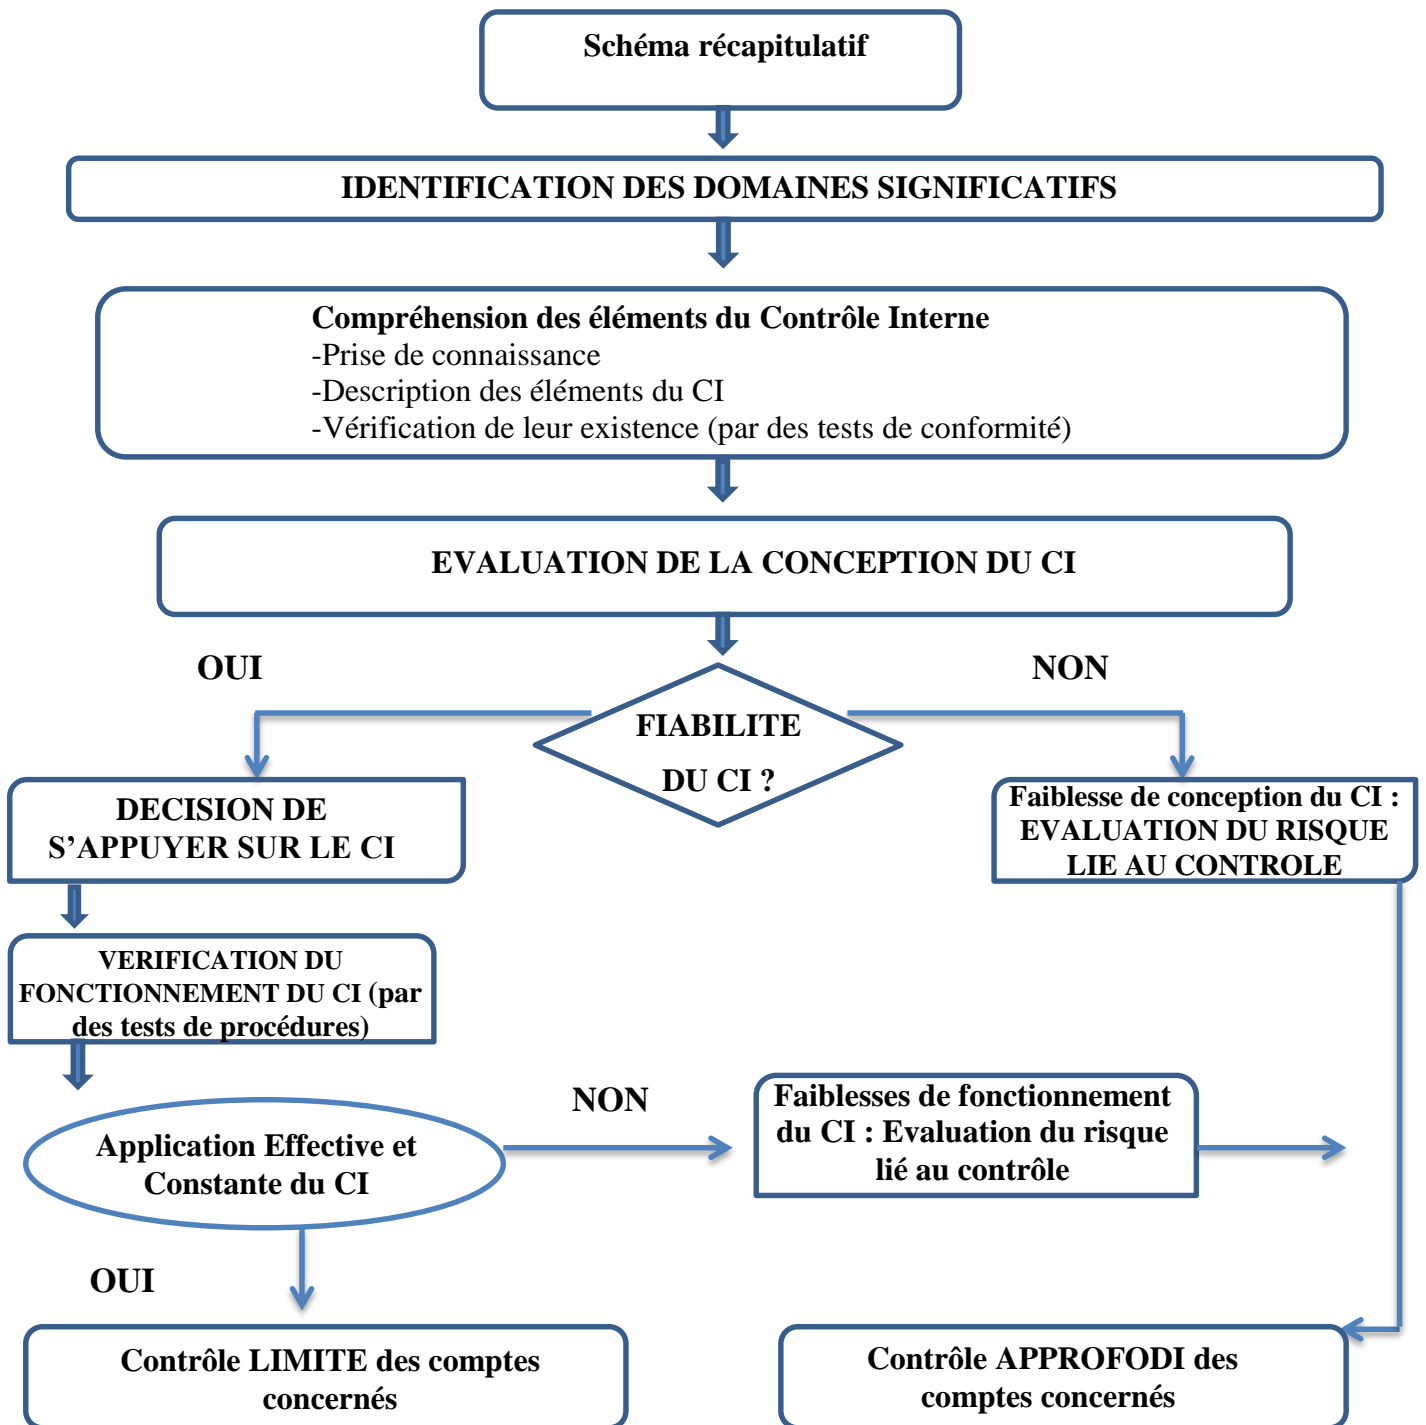 Schéma récapitulatif
IDENTIFICATION DES DOMAINES SIGNIFICATIFS
Compréhension des éléments du Contrôle Interne
-Prise de connaissance
-Description des éléments du CI
-Vérification de leur existence (par des tests de conformité)
EVALUATION DE LA CONCEPTION DU CI
OUI
NON
FIABILITE
DU CI ?
DECISION DE
S’APPUYER SUR LE CI
Faiblesse de conception du CI :
EVALUATION DU RISQUE
LIE AU CONTROLE
VERIFICATION DU
FONCTIONNEMENT DU CI (par
des tests de procédures)
NON
Application Effective et
Constante du CI
Faiblesses de fonctionnement
du CI : Evaluation du risque
lié au contrôle
OUI
Contrôle LIMITE des comptes
concernés
Contrôle APPROFODI des
comptes concernés